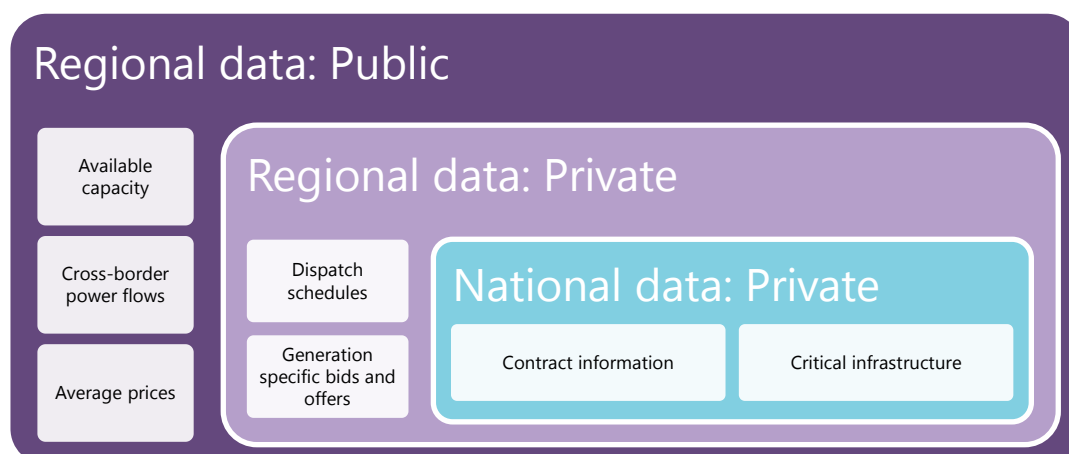 Regional data: Public
Available
capacity
Cross-border
power flows
Average prices
Regional data: Private
Dispatch
schedules
Generation
specific bids and
offers
National data: Private
Contract information
Critical infrastructure